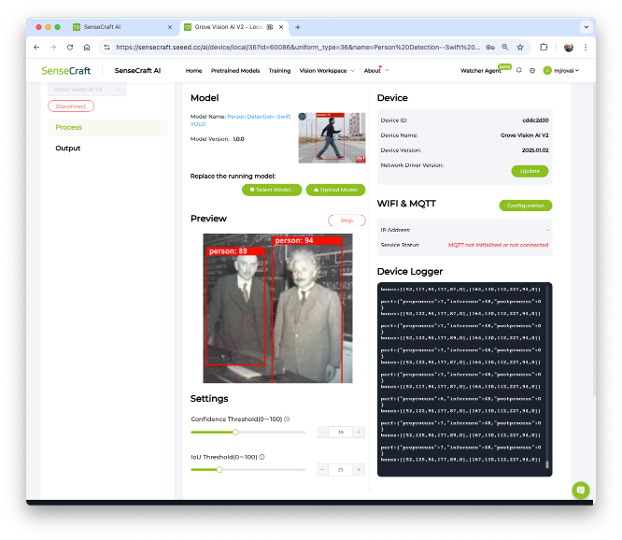 SenseCraft AI
Grove Vision AI V2 - Loca
https://sensecraft.seeed.cc/ai/device/local/36?id=60086&uniform_type=36&name=Person%20Detection--Swift%20...
SenseCraft
SenseCraft AI
Home
Pretrained Models
Training
Vision Workspace
About
Watcher Agent
beta
mjrovai
Grove Vision AI V2
Disconnect
Process
Output
Model
Model Name: Person Detection--Swift
YOLO
Model Version: 1.0.0
Replace the running model:
Select Model...
Upload Model
Preview
Stop
person: 89
person: 94
Settings
Confidence Threshold(0~100)
39
IoU Threshold(0~100)
25
Device
Device ID: cddc2d30
Device Name: Grove Vision AI V2
Device Version: 2025.01.02
Network Driver Version:
Update
WIFI & MQTT
Configuration
IP Address: -
Service Status: MQTT not initialized or not connected
Device Logger
boxes:[[52,117,94,177,87,0],[164,130,112,227,94,0]]
perf:{"preprocess":7,"inference":68,"postprocess":0
}
boxes:[[52,122,94,177,87,0],[164,130,112,227,94,0]]
perf:{"preprocess":7,"inference":68,"postprocess":0
}
boxes:[[52,122,94,177,89,0],[164,130,112,227,94,0]]
perf:{"preprocess":7,"inference":68,"postprocess":0
}
boxes:[[52,122,94,177,89,0],[164,130,112,227,94,0]]
perf:{"preprocess":7,"inference":68,"postprocess":0
}
boxes:[[52,117,94,177,87,0],[164,130,112,227,94,0]]
perf:{"preprocess":6,"inference":68,"postprocess":0
}
boxes:[[52,122,94,177,89,0],[167,130,112,227,94,0]]
perf:{"preprocess":7,"inference":68,"postprocess":0
}
boxes:[[52,125,94,177,89,0],[167,130,112,227,94,0]]
perf:{"preprocess":7,"inference":68,"postprocess":0
}
boxes:[[52,125,94,177,89,0],[167,130,112,227,94,0]]